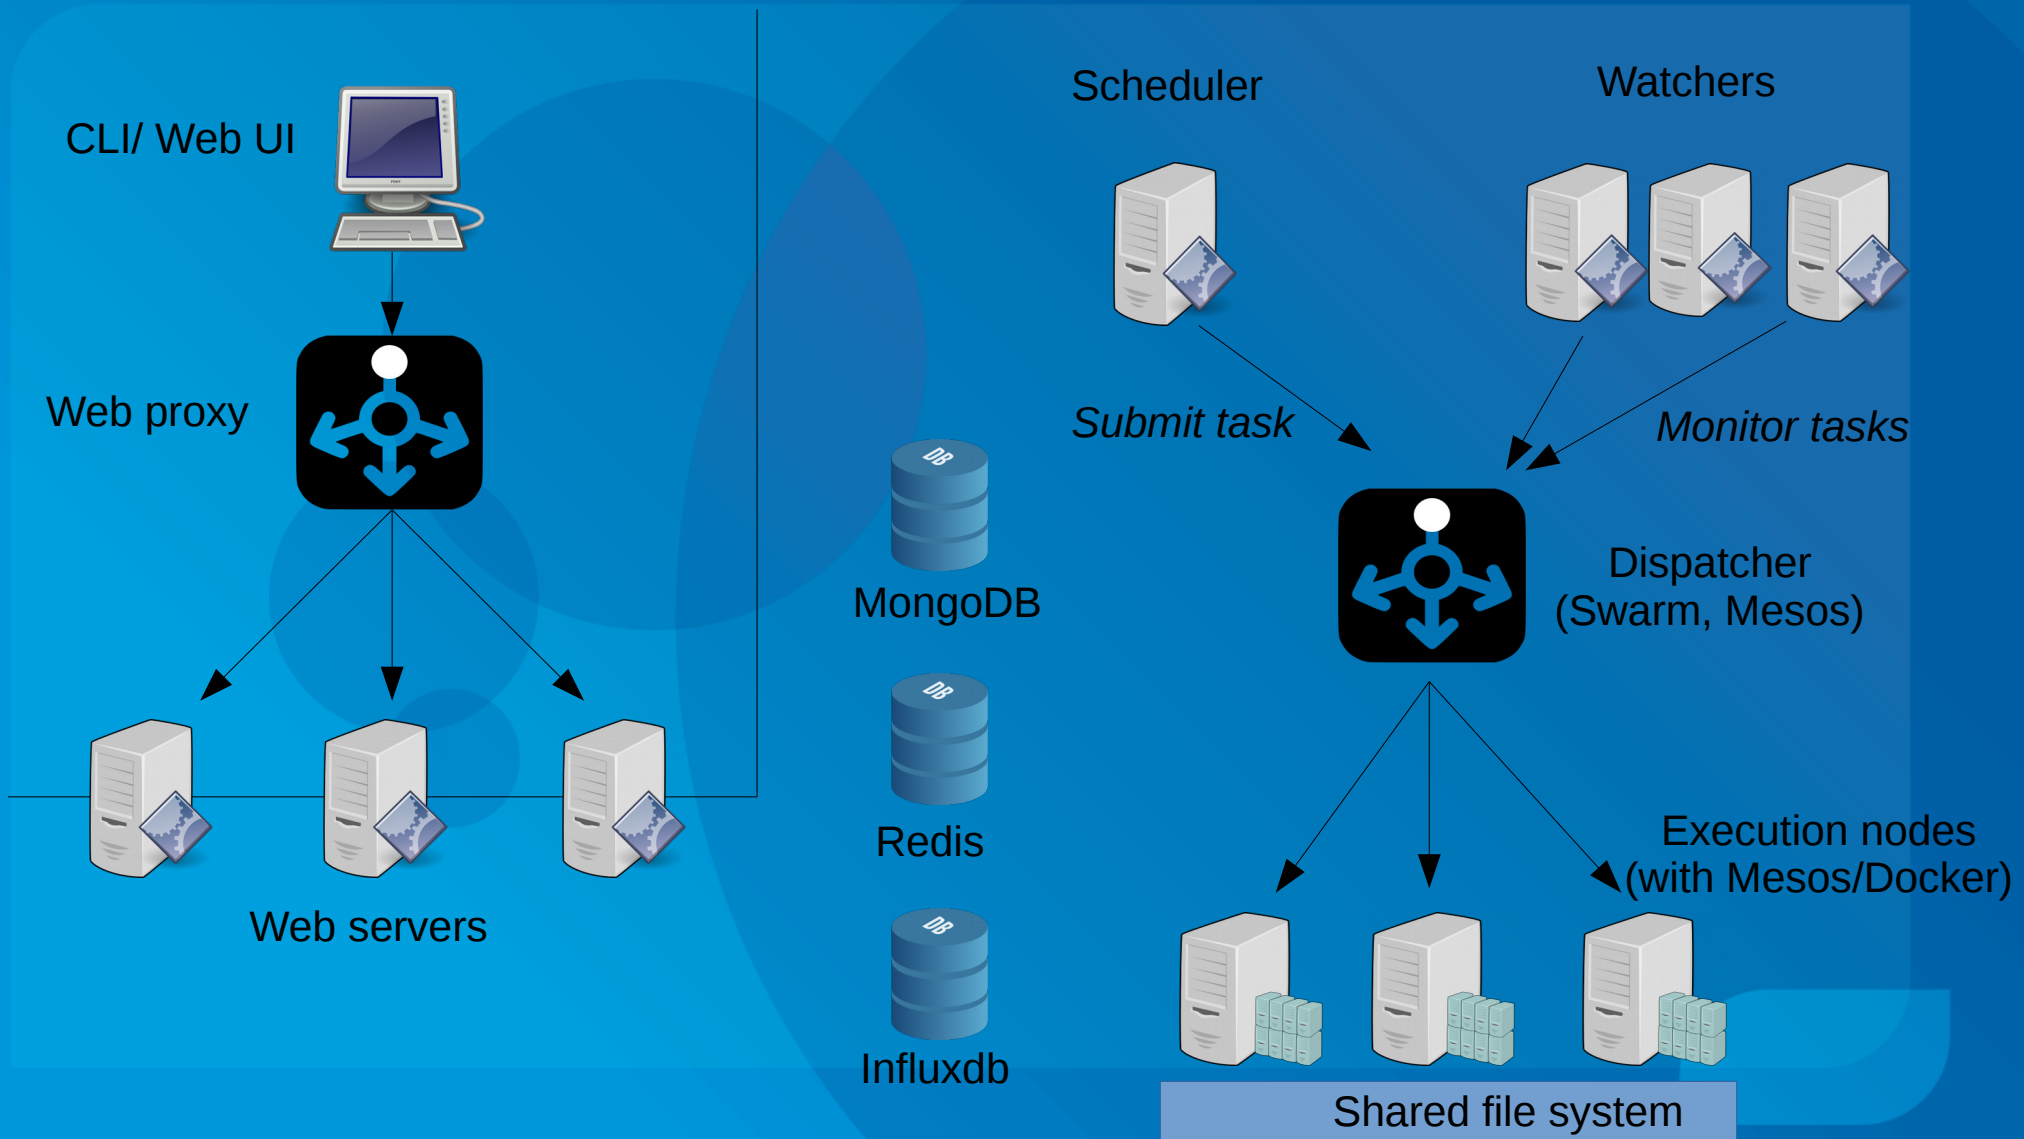 CLI/ Web UI
Web proxy
Web servers
DB
MongoDB
DB
Redis
DB
Influxdb
Scheduler
Watchers
Submit task
Monitor tasks
Dispatcher
(Swarm, Mesos)
Execution nodes
(with Mesos/Docker)
Shared file system